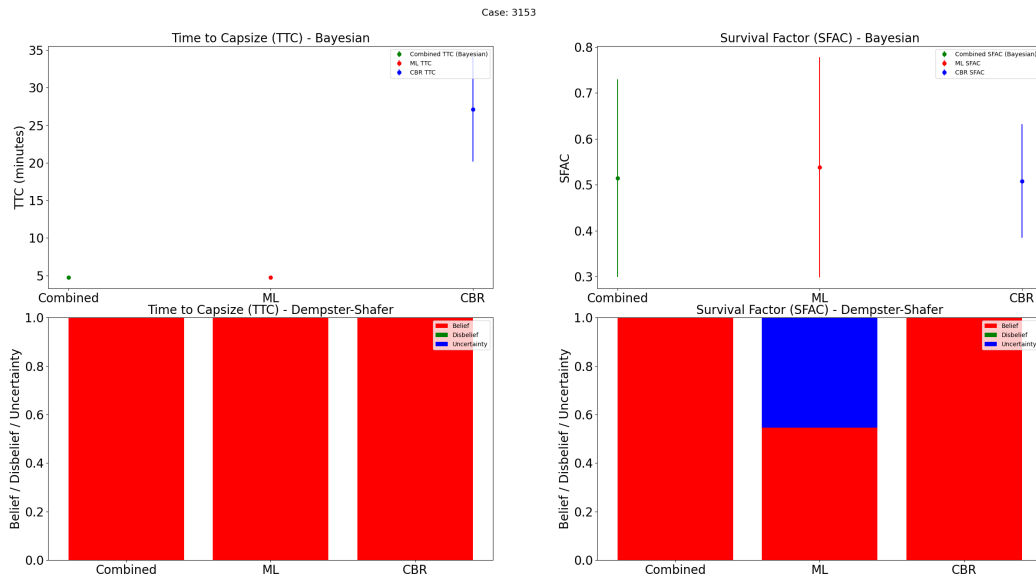 Case: 3153
Time to Capsize (TTC) - Bayesian
TTC (minutes)
35
30
25
20
15
10
5
Combined TTC (Bayesian)
ML TTC
CBR TTC
Combined
ML
CBR
Survival Factor (SFAC) - Bayesian
SFAC
0.8
0.7
0.6
0.5
0.4
0.3
Combined SFAC (Bayesian)
ML SFAC
CBR SFAC
Combined
ML
CBR
Time to Capsize (TTC) - Dempster-Shafer
Belief / Disbelief / Uncertainty
1.0
0.8
0.6
0.4
0.2
0.0
Belief
Disbelief
Uncertainty
Combined
ML
CBR
Survival Factor (SFAC) - Dempster-Shafer
Belief / Disbelief / Uncertainty
1.0
0.8
0.6
0.4
0.2
0.0
Belief
Disbelief
Uncertainty
Combined
ML
CBR